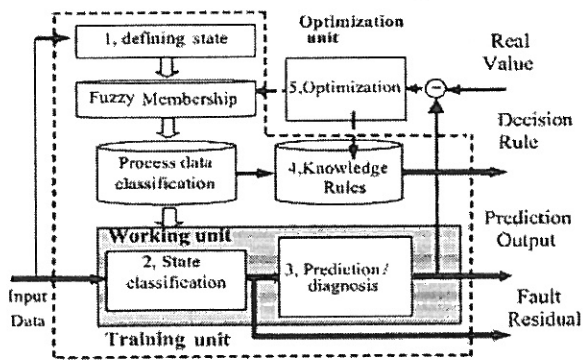 Optimization
unit
1, defining state
Real
Value
Fuzzy Membership
5,Optimization
−
Decision
Rule
Process data
classification
4,Knowledge
Rules
Prediction
Output
Working unit
2, State
classification
3, Prediction /
diagnosis
Input
Data
Fault
Residual
Training unit